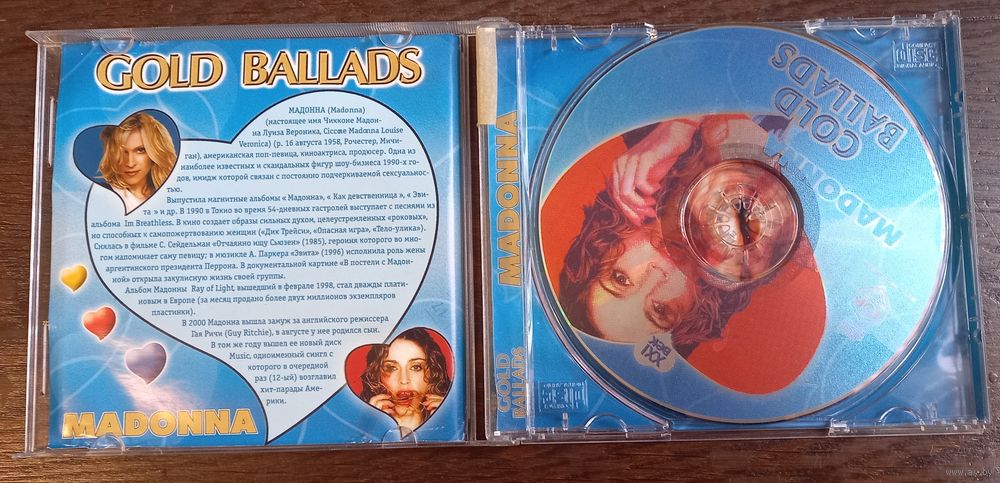 GOLD BALLADS
МАДОННА (Madonna)
(настоящее имя Чикконе Мадон-
на Луиза Вероника, Ciccone Madonna Louise
Veronica) (р. 16 августа 1958, Рочестер, Мичи-
ган), американская поп-певица, киноактриса, продюсер. Одна из
наиболее известных и скандальных фигур шоу-бизнеса 1990-х го-
дов, имидж которой связан с постоянно подчеркиваемой сексуальнос-
тью.
Выпустила магнитные альбомы « Мадонна», « Как девственница », « Эви-
та » и др. В 1990 в Токио во время 54-дневных гастролей выступает с песнями из
альбома Im Breathless. В кино создает образы сильных духом, целеустремленных «роковых»,
но способных к самопожертвованию женщин («Дик Трейси», «Опасная игра», «Тело-улика»).
Снялась в фильме С. Сейдельман «Отчаянно ищу Сьюзен» (1985), героиня которого во мно-
гом напоминает саму певицу; в мюзикле А. Паркера «Эвита» (1996) исполнила роль жены
аргентинского президента Перрона. В документальной картине «В постели с Мадон-
ной» открыла закулисную жизнь своей группы.
Альбом Мадонны Ray of Light, вышедший в феврале 1998, стал дважды плати-
новым в Европе (за месяц продано более двух миллионов экземпляров
пластинки).
В 2000 Мадонна вышла замуж за английского режиссера
Гая Ричи (Guy Ritchie), в августе у нее родился сын.
В том же году вышел ее новый диск
Music, одноименный сингл с
которого в очередной
раз (12-ый) возглавил
хит-парады Аме-
рики.
MADONNA
MADONNA
GOLD
BALLADS
GOLD
BALLADS
MADONNA
XXI
ВЕК
www.ay.by